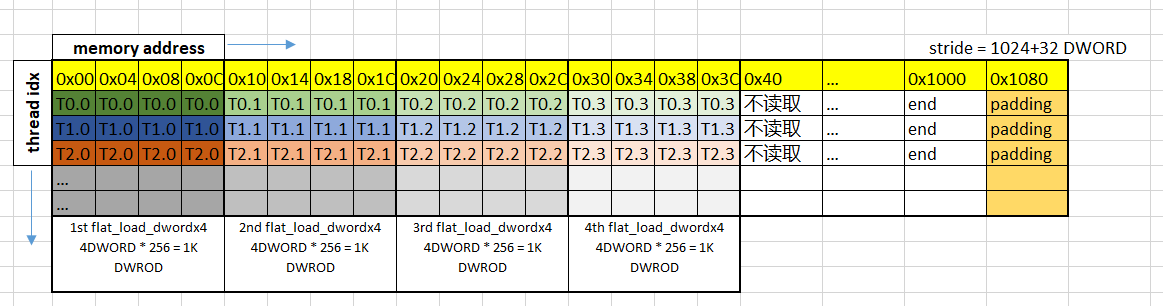 memory address
stride = 1024+32 DWORD
thread idx
0x00 0x04 0x08 0x0C 0x10 0x14 0x18 0x1C 0x20 0x24 0x28 0x2C 0x30 0x34 0x38 0x3C 0x40 ... 0x1000 0x1080
T0.0 T0.0 T0.0 T0.0 T0.1 T0.1 T0.1 T0.1 T0.2 T0.2 T0.2 T0.2 T0.3 T0.3 T0.3 T0.3 不读取 ... end padding
T1.0 T1.0 T1.0 T1.0 T1.1 T1.1 T1.1 T1.1 T1.2 T1.2 T1.2 T1.2 T1.3 T1.3 T1.3 T1.3 不读取 ... end padding
T2.0 T2.0 T2.0 T2.0 T2.1 T2.1 T2.1 T2.1 T2.2 T2.2 T2.2 T2.2 T2.3 T2.3 T2.3 T2.3 不读取 ... end padding
...
...
1st flat_load_dwordx4
4DWORD * 256 = 1K
DWROD
2nd flat_load_dwordx4
4DWORD * 256 = 1K
DWROD
3rd flat_load_dwordx4
4DWORD * 256 = 1K
DWROD
4th flat_load_dwordx4
4DWORD * 256 = 1K
DWROD